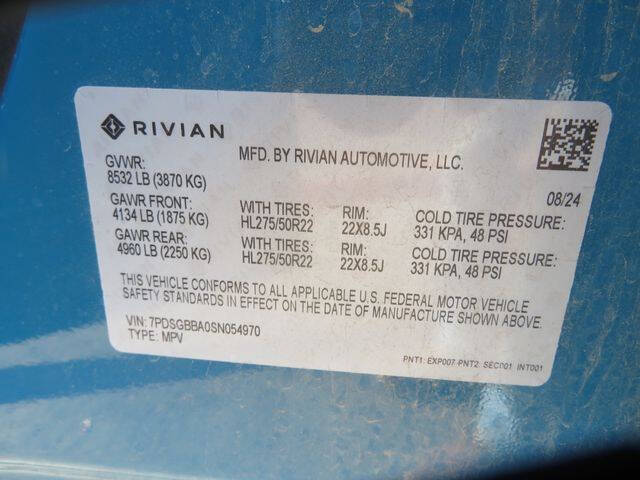 RIVIAN
MFD. BY RIVIAN AUTOMOTIVE, LLC.
GVWR:
8532 LB (3870 KG)
08/24
GAWR FRONT: WITH TIRES: RIM: COLD TIRE PRESSURE:
4134 LB (1875 KG) HL275/50R22 22X8.5J 331 KPA, 48 PSI
GAWR REAR: WITH TIRES: RIM: COLD TIRE PRESSURE:
4960 LB (2250 KG) HL275/50R22 22X8.5J 331 KPA, 48 PSI
THIS VEHICLE CONFORMS TO ALL APPLICABLE U.S. FEDERAL MOTOR VEHICLE
SAFETY STANDARDS IN EFFECT ON THE DATE OF MANUFACTURE SHOWN ABOVE.
VIN: 7PDSGBBA0SN054970
TYPE: MPV
PNT1: EXP007 PNT2: SEC001 INT001